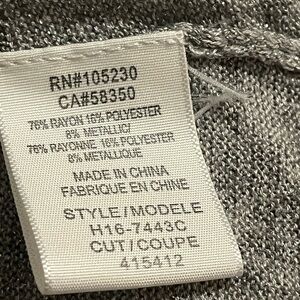 RN#105230
CA#58350
76% RAYON 16% POLYESTER
8% METALLIC/
76% RAYONNE 16% POLYESTER
8% METALLIQUE
MADE IN CHINA
FABRIQUE EN CHINE
STYLE/MODELE
H16-7443C
CUT/COUPE
415412